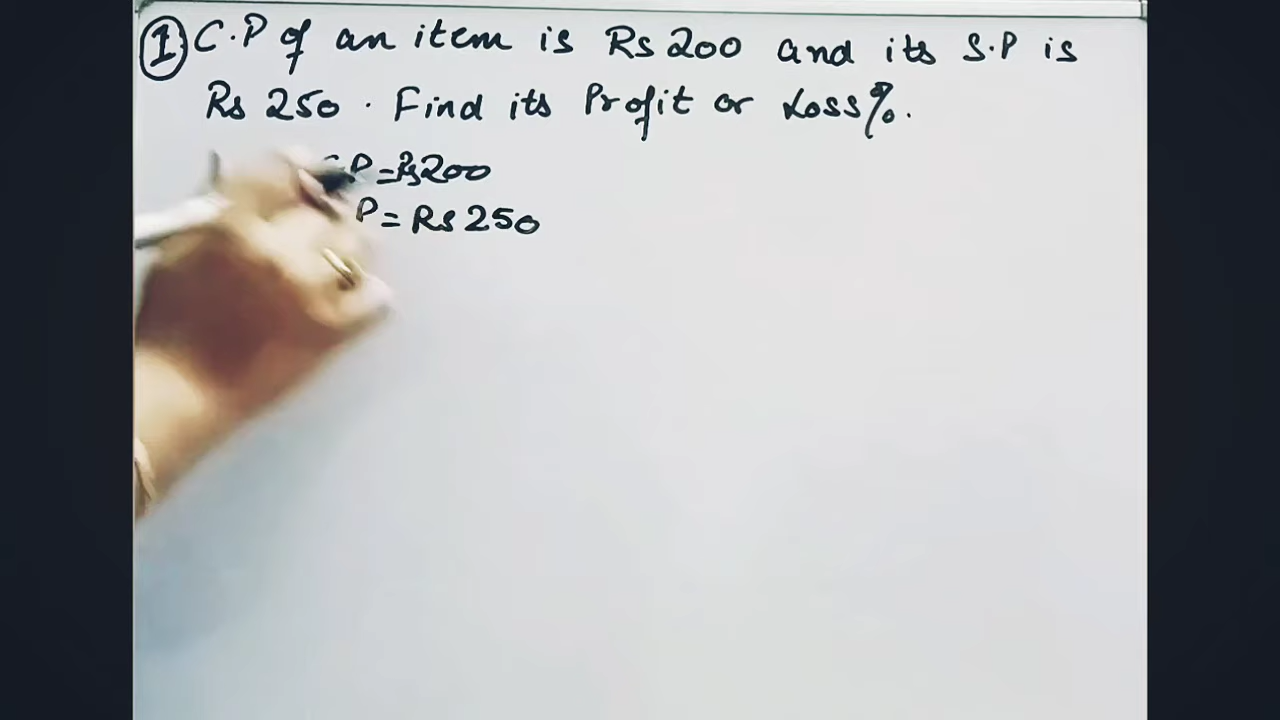 ① C.P of an item is Rs 200 and its S.P is
Rs 250. Find its Profit or Loss%.
P = Rs 200
P = Rs 250